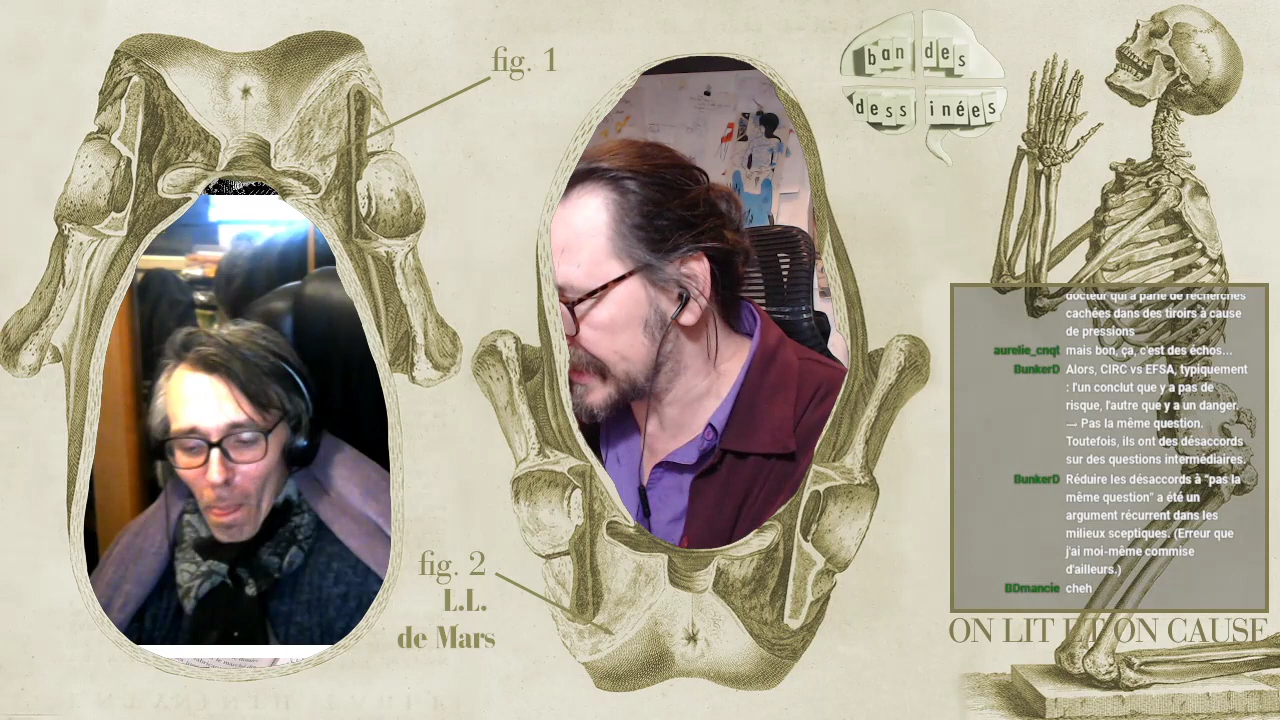 fig. 1
bandes
dessinées
fig. 2
L.L.
de Mars
docteur qui a parlé de recherches
cachées dans des tiroirs à cause
de pressions
aurelie_cnqt mais bon, ça, c'est des échos...
BunkerD Alors, CIRC vs EFSA, typiquement
: l'un conclut que y a pas de
risque, l'autre que y a un danger.
— Pas la même question.
Toutefois, ils ont des désaccords
sur des questions intermédiaires.
BunkerD Réduire les désaccords à "pas la
même question" a été un
argument récurrent dans les
milieux sceptiques. (Erreur que
j'ai moi-même commise
d'ailleurs.)
BDmancie cheh
ON LIT ET ON CAUSE